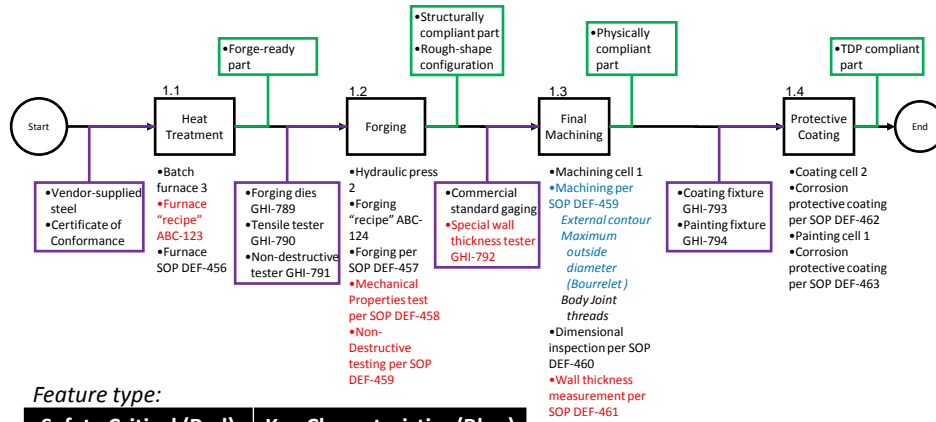 •Forge-ready
part
•Structurally
compliant part
•Rough-shape
configuration
•Physically
compliant
part
•TDP compliant
part
1.1
1.2
1.3
1.4
Start
Heat
Treatment
Forging
Final
Machining
Protective
Coating
End
•Vendor-supplied
steel
•Certificate of
Conformance
•Batch
furnace 3
•Furnace
"recipe"
ABC-123
•Furnace
SOP DEF-456
•Forging dies
GHI-789
•Tensile tester
GHI-790
•Non-destructive
tester GHI-791
•Hydraulic press
2
•Forging
"recipe" ABC-
124
•Forging per
SOP DEF-457
•Mechanical
Properties test
per SOP DEF-458
•Non-
Destructive
testing per SOP
DEF-459
•Commercial
standard gaging
•Special wall
thickness tester
GHI-792
•Machining cell 1
•Machining per
SOP DEF-459
External contour
Maximum
outside
diameter
(Bourrelet )
Body Joint
threads
•Dimensional
inspection per SOP
DEF-460
•Wall thickness
measurement per
SOP DEF-461
•Coating fixture
GHI-793
•Painting fixture
GHI-794
•Coating cell 2
•Corrosion
protective coating
per SOP DEF-462
•Painting cell 1
•Corrosion
protective coating
per SOP DEF-463
Feature type:
Safety Critical (Red) Key Characteristics (Blue)